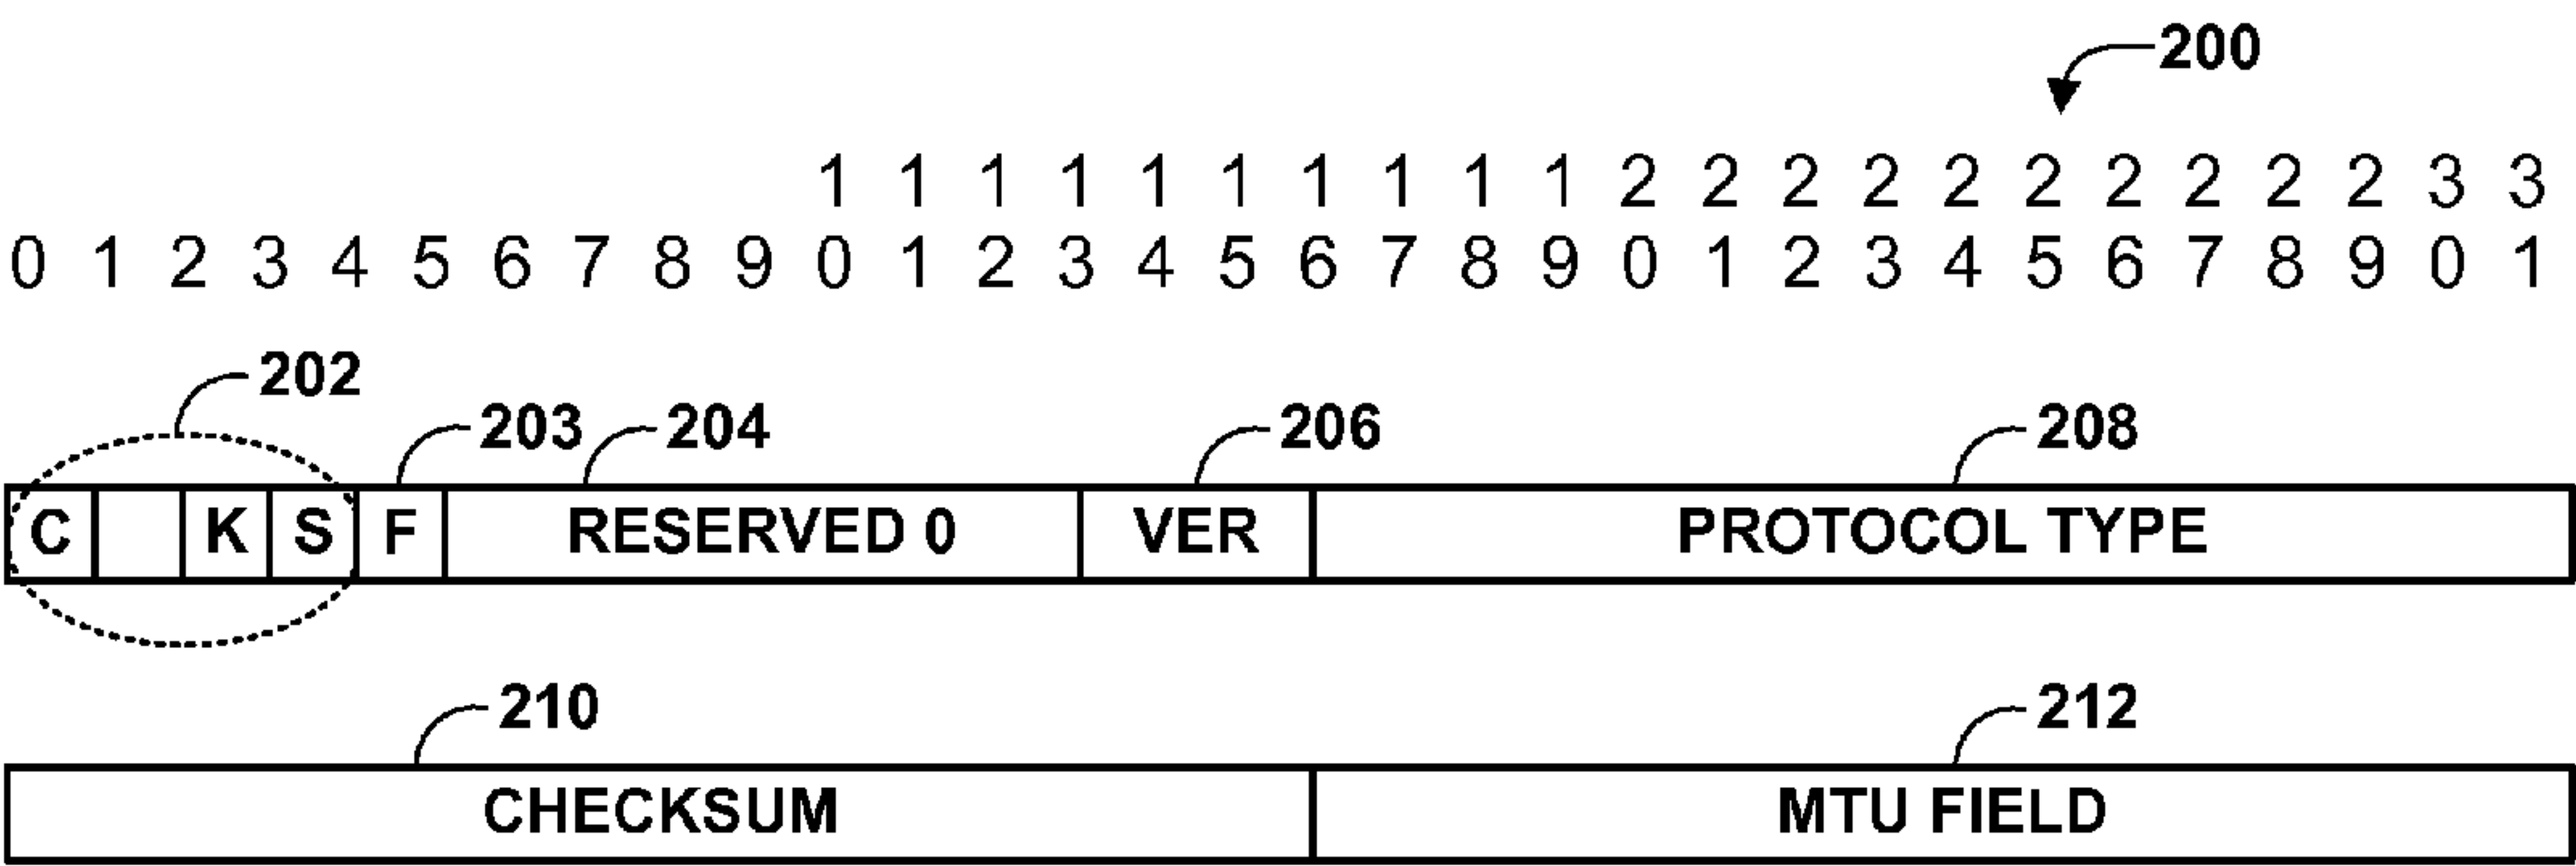 200
1 1 1 1 1 1 1 1 1 1 2 2 2 2 2 2 2 2 2 2 3 3
0 1 2 3 4 5 6 7 8 9 0 1 2 3 4 5 6 7 8 9 0 1 2 3 4 5 6 7 8 9 0 1
202
203 204 206 208
C K S F RESERVED 0 VER PROTOCOL TYPE
210 212
CHECKSUM MTU FIELD